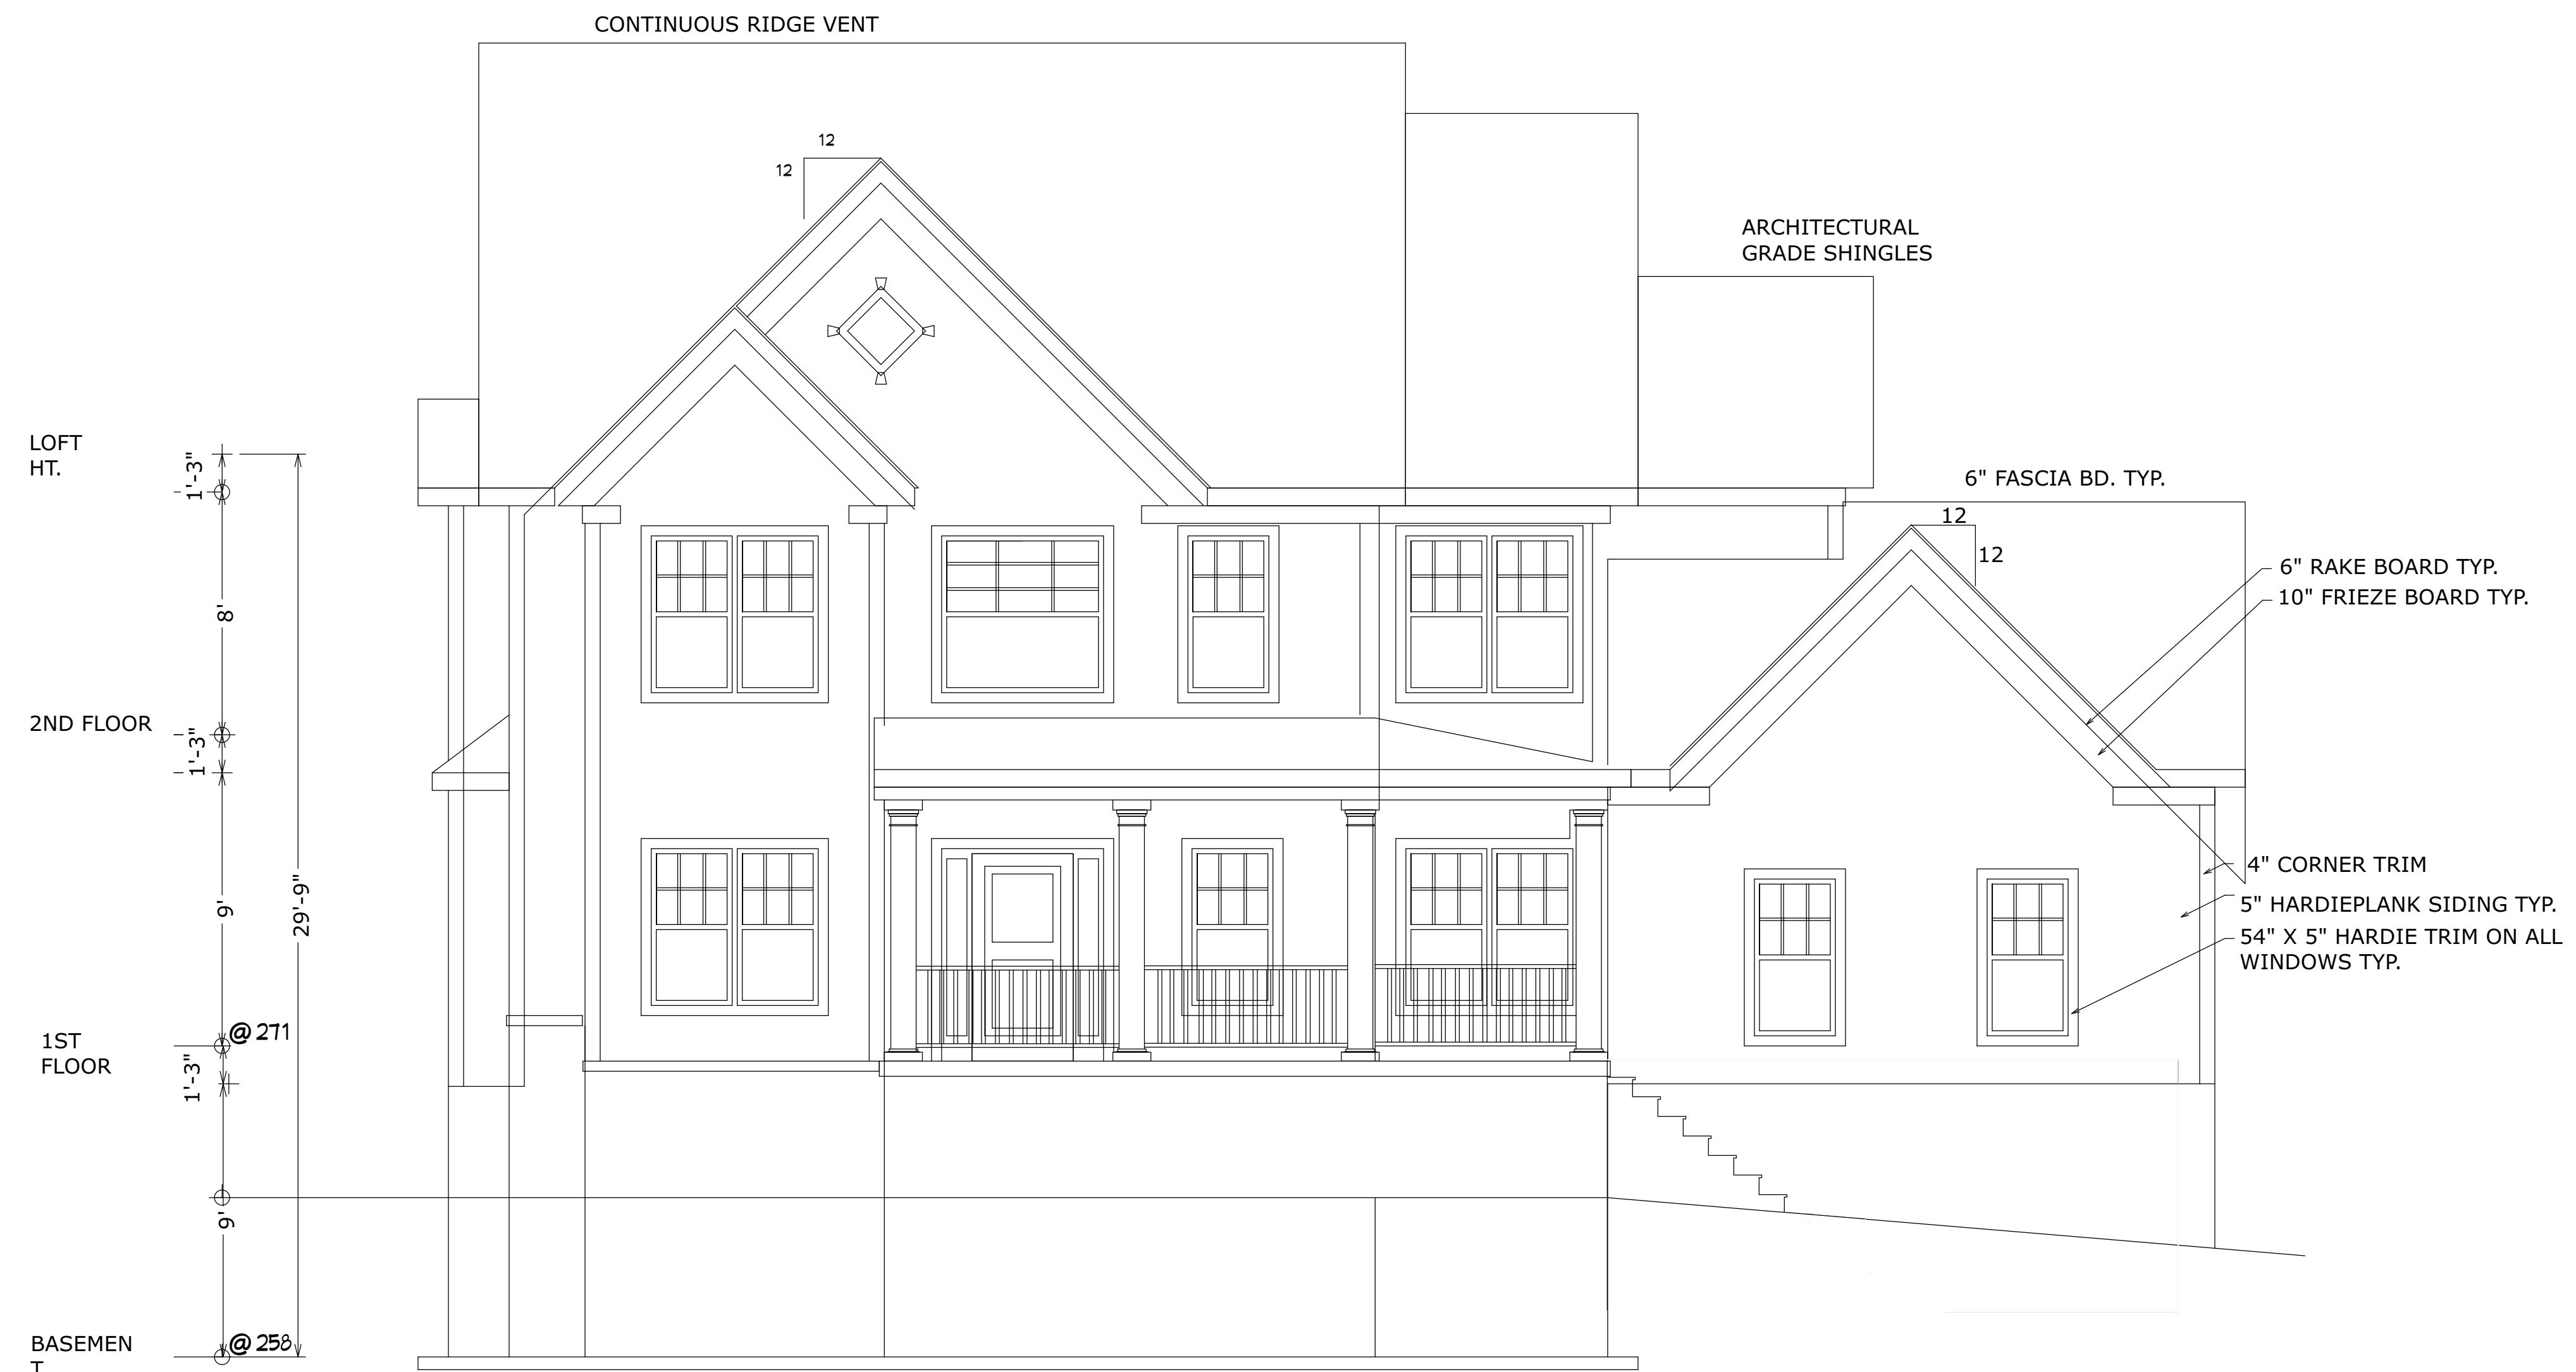 CONTINUOUS RIDGE VENT
12
12
ARCHITECTURAL
GRADE SHINGLES
LOFT
HT.
1'-3"
6" FASCIA BD. TYP.
12
12
6" RAKE BOARD TYP.
10" FRIEZE BOARD TYP.
8'
2ND FLOOR
1'-3"
9'
29'-9"
4" CORNER TRIM
5" HARDIEPLANK SIDING TYP.
54" X 5" HARDIE TRIM ON ALL
WINDOWS TYP.
@ 271
1ST
FLOOR
1'-3"
9'
@ 258
BASEMEN
T